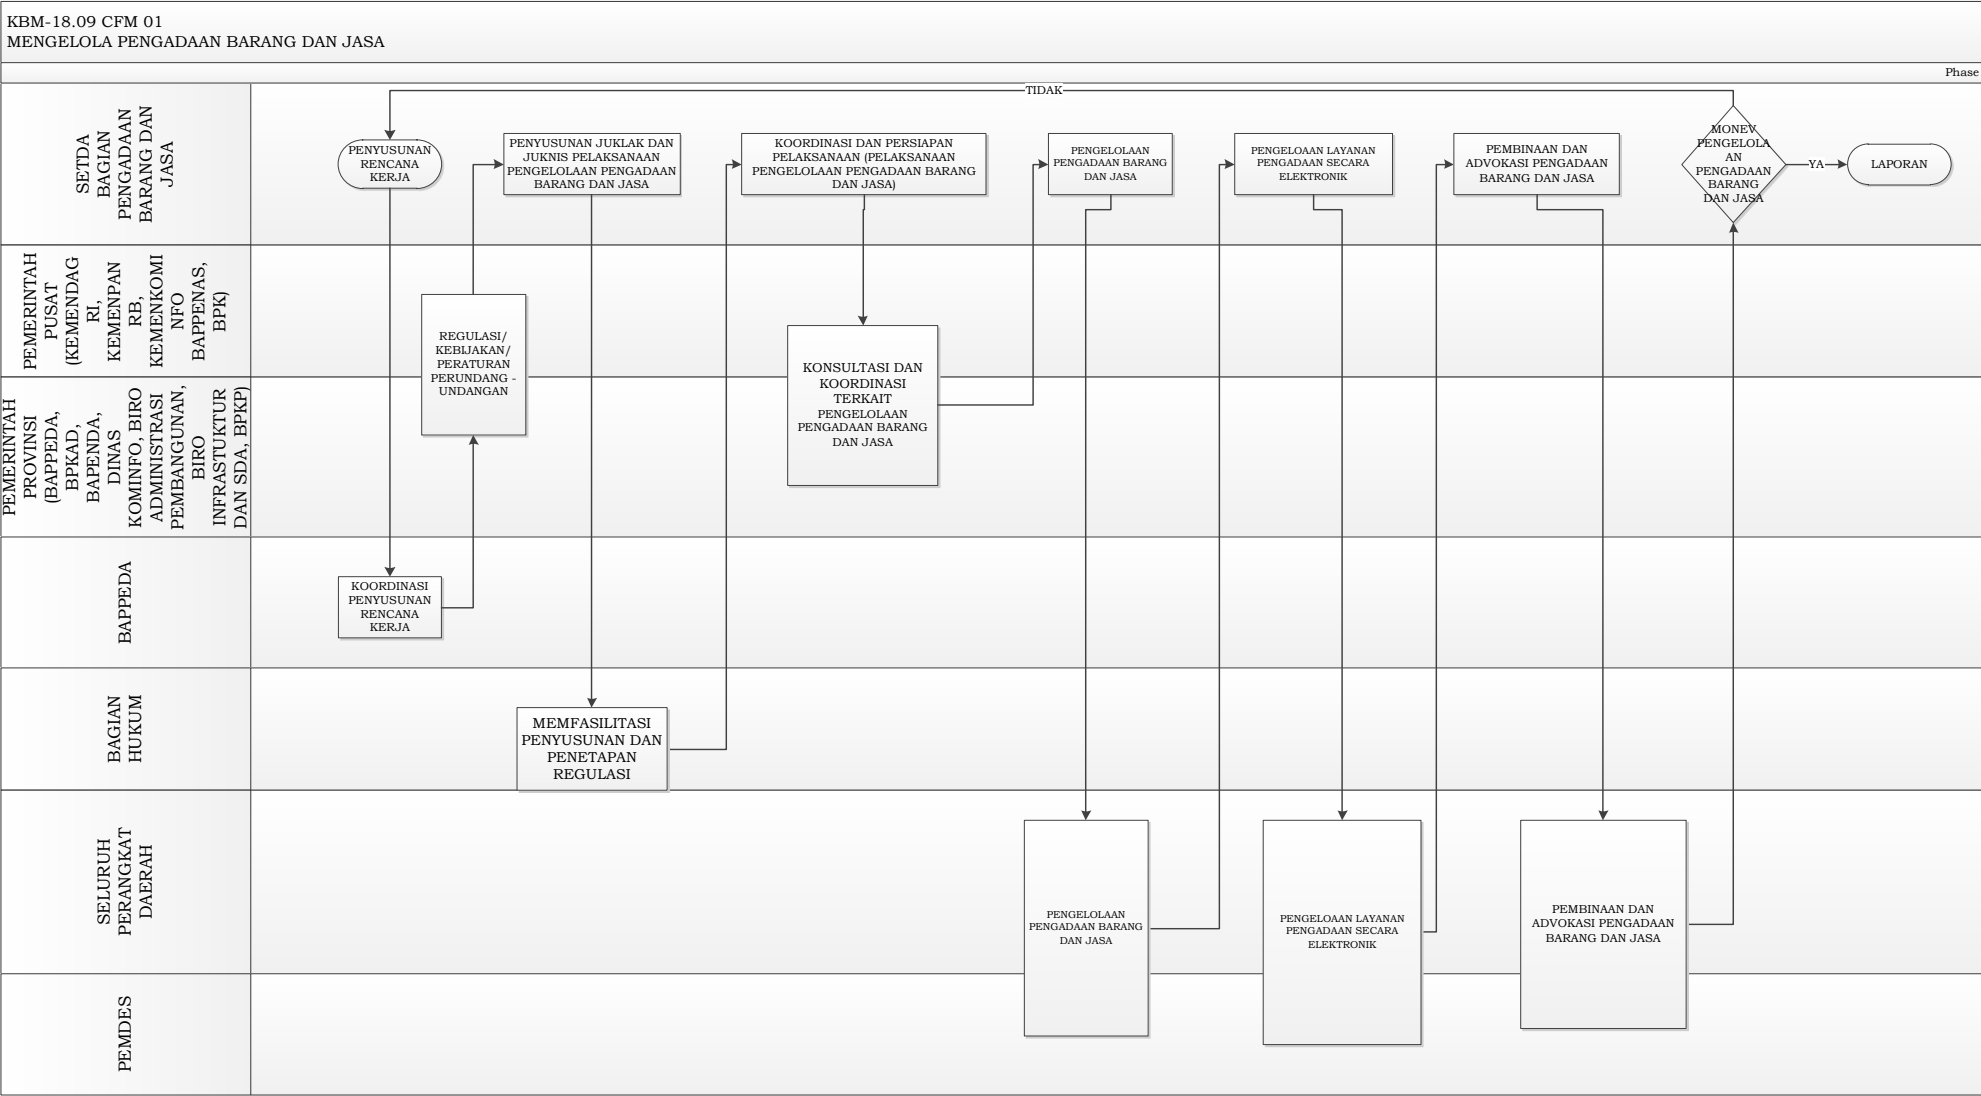 KBM-18.09 CFM 01
MENGELOLA PENGADAAN BARANG DAN JASA
Phase
SETDA
BAGIAN
PENGADAAN
BARANG DAN
JASA
TIDAK
PENYUSUNAN
RENCANA
KERJA
PENYUSUNAN JUKLAK DAN
JUKNIS PELAKSANAAN
PENGELOLAAN PENGADAAN
BARANG DAN JASA
KOORDINASI DAN PERSIAPAN
PELAKSANAAN (PELAKSANAAN
PENGELOLAAN PENGADAAN BARANG
DAN JASA)
PENGELOLAAN
PENGADAAN BARANG
DAN JASA
PENGELOAAN LAYANAN
PENGADAAN SECARA
ELEKTRONIK
PEMBINAAN DAN
ADVOKASI PENGADAAN
BARANG DAN JASA
MONEV
PENGELOLA
AN
PENGADAAN
BARANG
DAN JASA
YA
LAPORAN
PEMERINTAH
PUSAT
(KEMENDAG
RI,
KEMENPAN
RB,
KEMENKOMI
NFO
BAPPENAS,
BPK)
REGULASI/
KEBIJAKAN/
PERATURAN
PERUNDANG -
UNDANGAN
KONSULTASI DAN
KOORDINASI
TERKAIT
PENGELOLAAN
PENGADAAN BARANG
DAN JASA
PEMERINTAH
PROVINSI
(BAPPEDA,
BPKAD,
BAPENDA,
DINAS
KOMINFO, BIRO
ADMINISTRASI
PEMBANGUNAN,
BIRO
INFRASTUKTUR
DAN SDA, BPKP)
BAPPEDA
KOORDINASI
PENYUSUNAN
RENCANA
KERJA
BAGIAN
HUKUM
MEMFASILITASI
PENYUSUNAN DAN
PENETAPAN
REGULASI
SELURUH
PERANGKAT
DAERAH
PENGELOLAAN
PENGADAAN BARANG
DAN JASA
PENGELOAAN LAYANAN
PENGADAAN SECARA
ELEKTRONIK
PEMBINAAN DAN
ADVOKASI PENGADAAN
BARANG DAN JASA
PEMDES